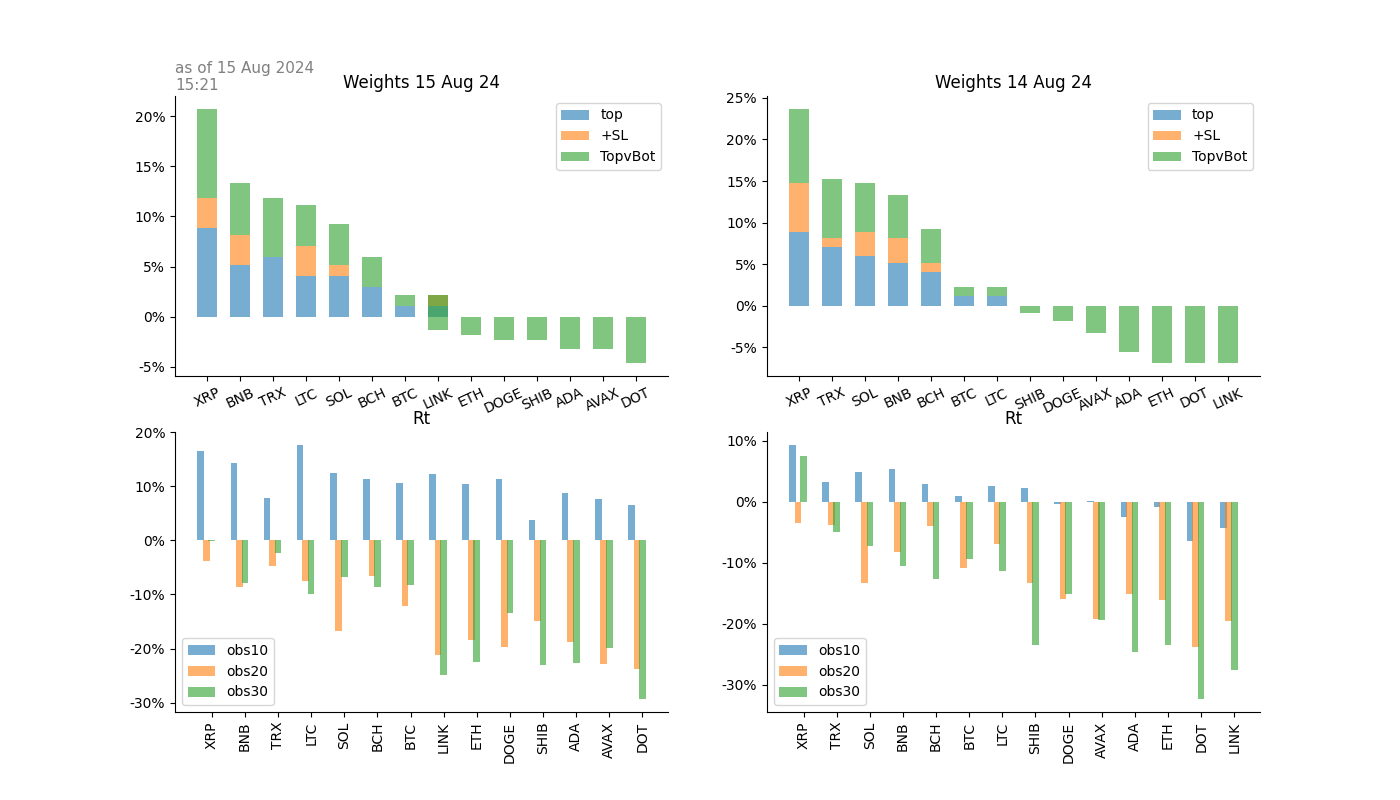 as of 15 Aug 2024
15:21
Weights 15 Aug 24
20%
15%
10%
5%
0%
-5%
top
+SL
TopvBot
XRP BNB TRX LTC SOL BCH BTC LINK ETH DOGE SHIB ADA AVAX DOT
Weights 14 Aug 24
25%
20%
15%
10%
5%
0%
-5%
top
+SL
TopvBot
XRP TRX SOL BNB BCH BTC LTC SHIB DOGE AVAX ADA ETH DOT LINK
Rt
20%
10%
0%
-10%
-20%
-30%
obs10
obs20
obs30
XRP BNB TRX LTC SOL BCH BTC LINK ETH DOGE SHIB ADA AVAX DOT
Rt
10%
0%
-10%
-20%
-30%
obs10
obs20
obs30
XRP TRX SOL BNB BCH BTC LTC SHIB DOGE AVAX ADA ETH DOT LINK